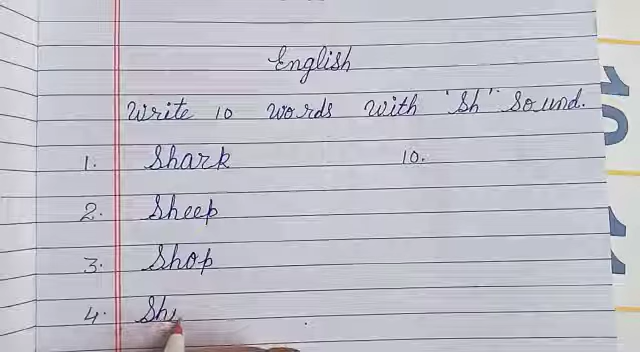 English
Write 10 words with 'Sh' Sound.
1. Shark 10.
2. Sheep
3. Shop
4. Sh